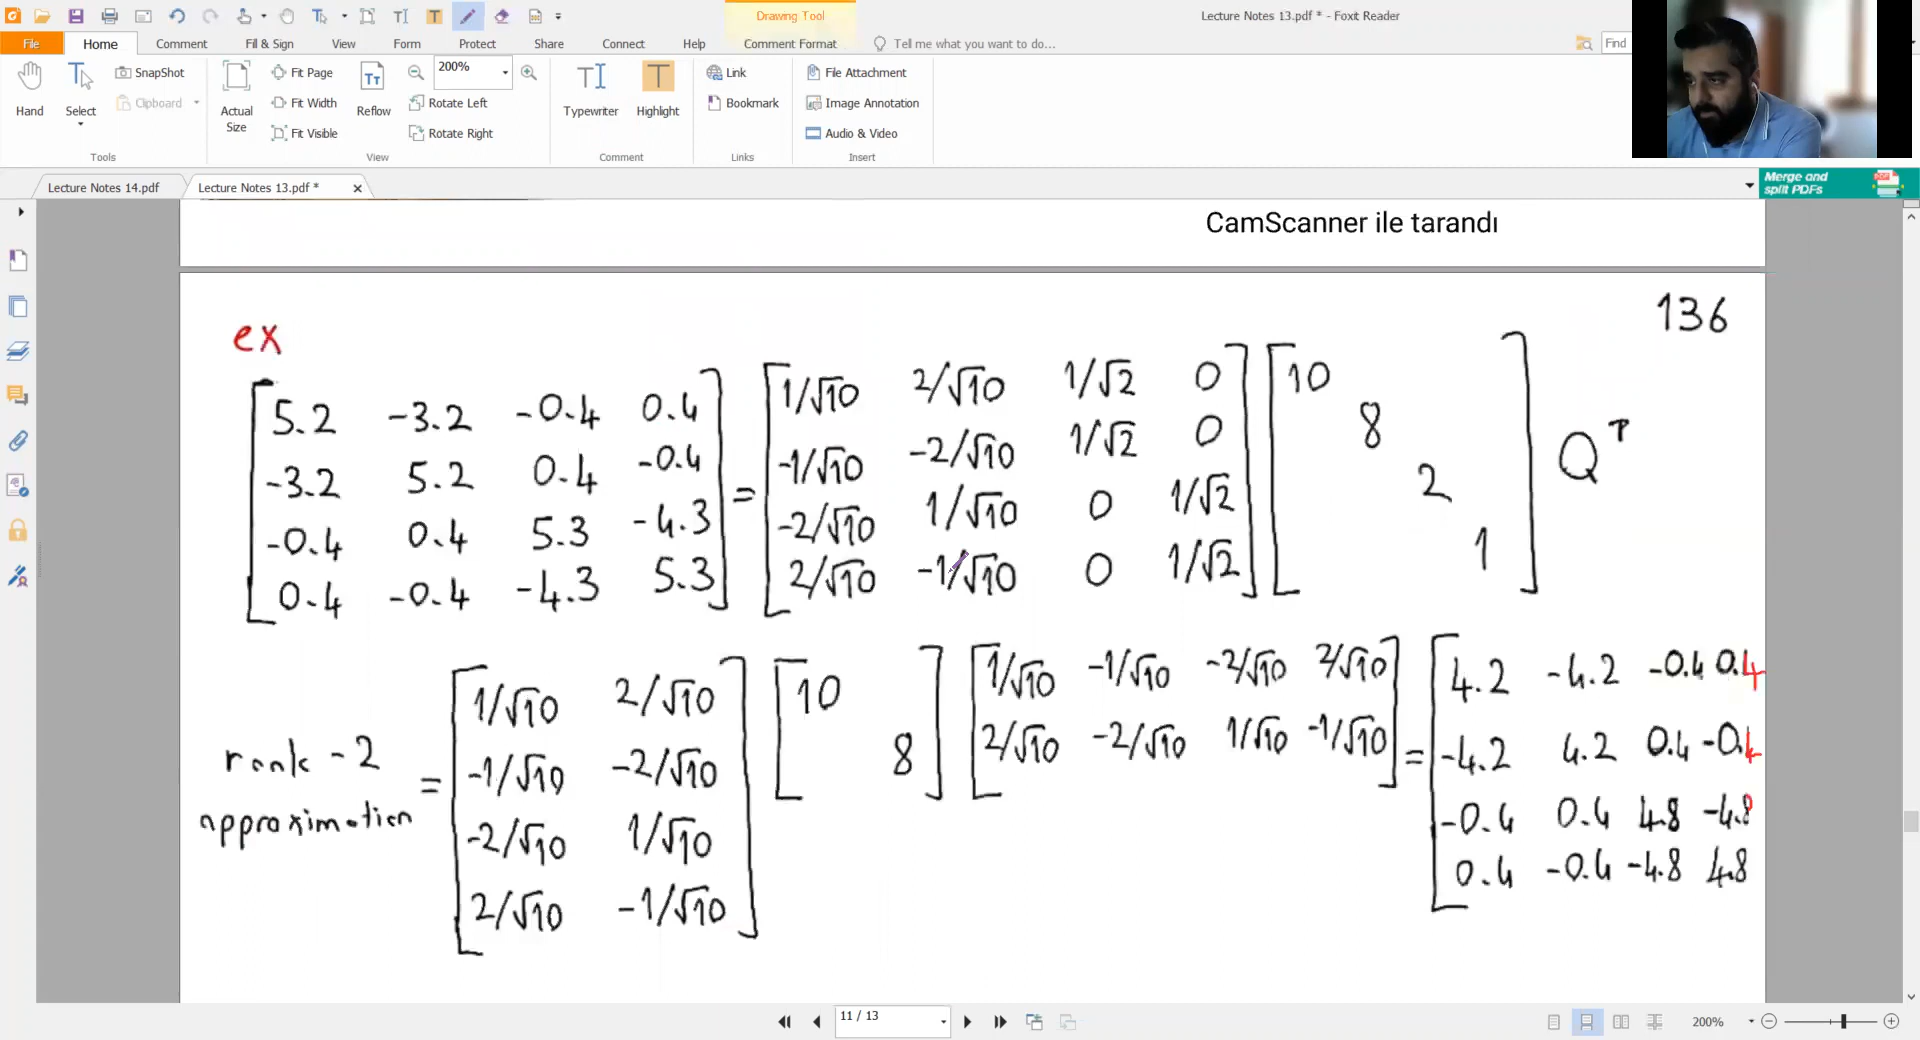 Lecture Notes 13.pdf * - Foxit Reader
Drawing Tool
File Home Comment Fill & Sign View Form Protect Share Connect Help Comment Format Tell me what you want to do... Find
Hand
Select
SnapShot
Clipboard
Tools
Actual Size
Fit Page
Fit Width
Fit Visible
Reflow
200%
Rotate Left
Rotate Right
View
Typewriter
Highlight
Comment
Link
Bookmark
Links
File Attachment
Image Annotation
Audio & Video
Insert
Lecture Notes 14.pdf Lecture Notes 13.pdf *
Merge and split PDFs
CamScanner ile tarandı
136
ex
[5.2 -3.2 -0.4 0.4] = [1/√10 2/√10 1/√2 0] [10] Qᵀ
[-3.2 5.2 0.4 -0.4] [-1/√10 -2/√10 1/√2 0] [8]
[-0.4 0.4 5.3 -4.3] [-2/√10 1/√10 0 1/√2] [2]
[0.4 -0.4 -4.3 5.3] [2/√10 -1/√10 0 1/√2] [1]
rank-2 approximation =
[1/√10 2/√10] [10] [1/√10 -1/√10 -2/√10 2/√10] = [4.2 -4.2 -0.4 0.4]
[-1/√10 -2/√10] [8] [2/√10 -2/√10 1/√10 -1/√10] [-4.2 4.2 0.4 -0.4]
[-2/√10 1/√10] [-0.4 0.4 4.8 -4.8]
[2/√10 -1/√10] [0.4 -0.4 -4.8 4.8]
11 / 13
200%